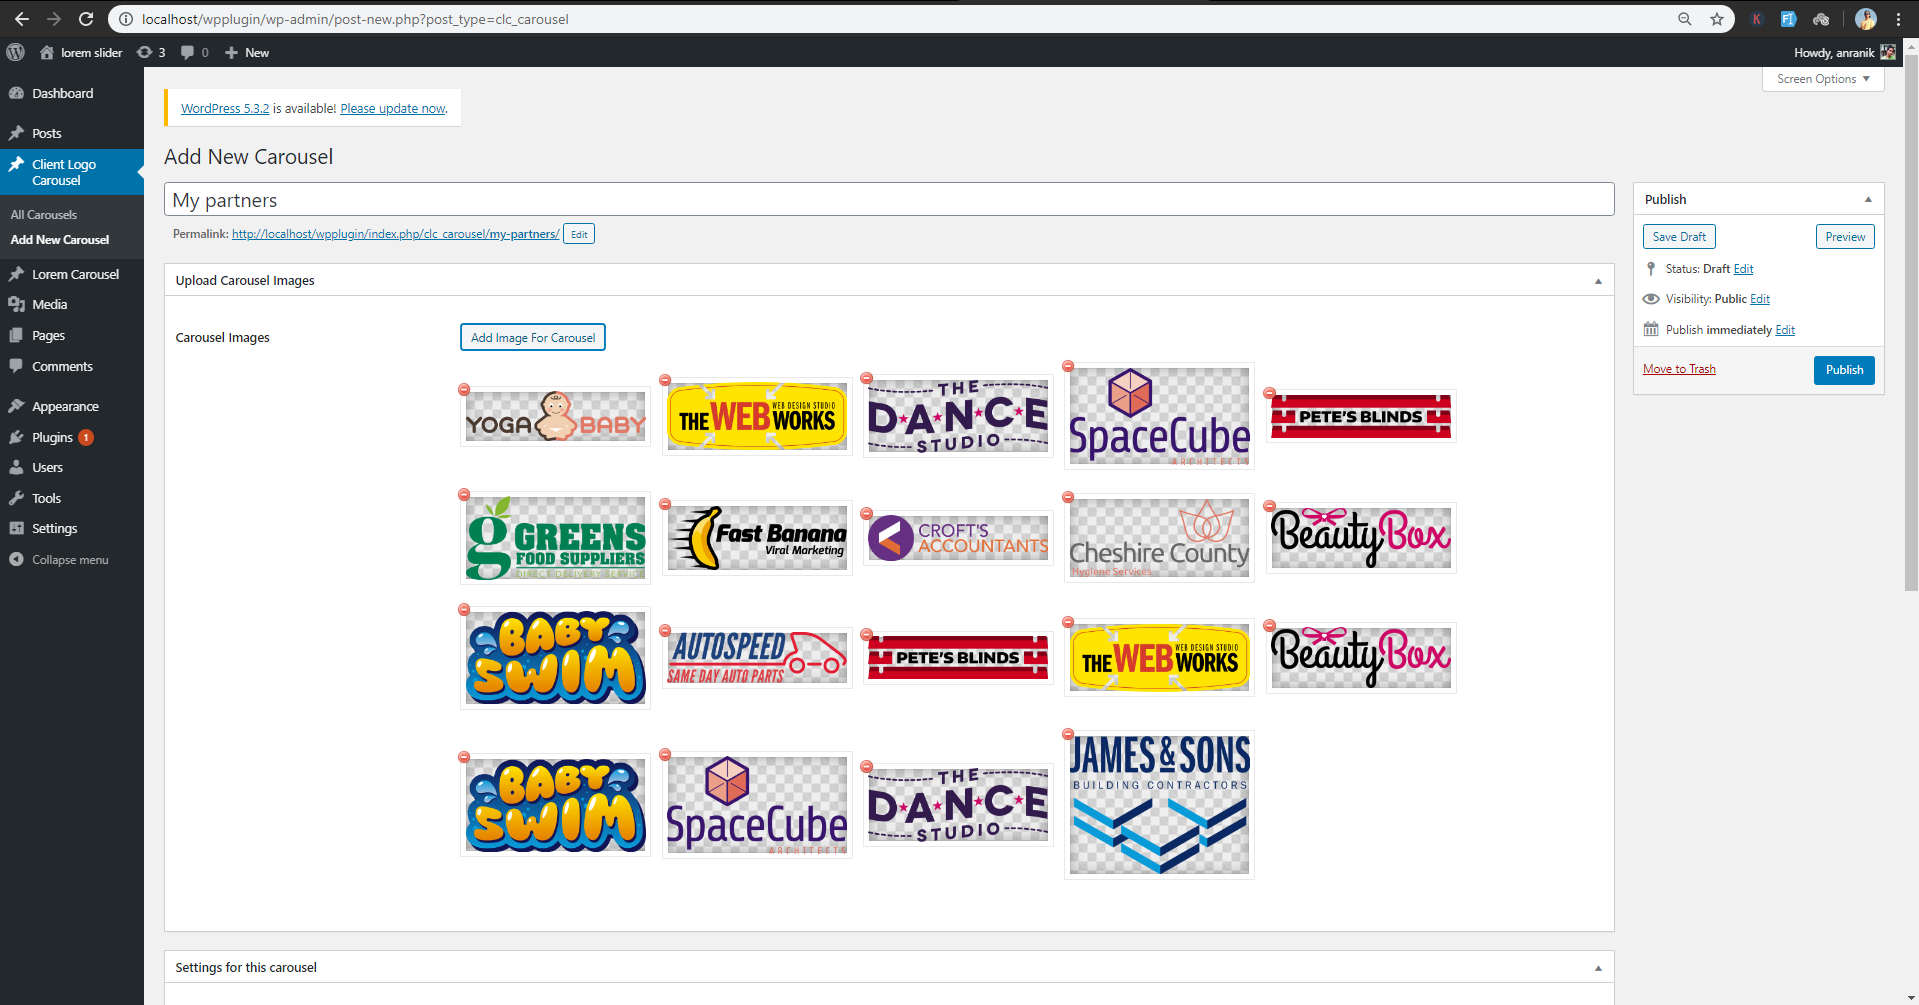 localhost/wpplugin/wp-admin/post-new.php?post_type=clc_carousel
K
lorem slider
3
0
New
Howdy, anranik
Screen Options
Dashboard
Posts
Client Logo
Carousel
All Carousels
Add New Carousel
Lorem Carousel
Media
Pages
Comments
Appearance
Plugins 1
Users
Tools
Settings
Collapse menu
WordPress 5.3.2 is available! Please update now.
Add New Carousel
My partners
Permalink: http://localhost/wpplugin/index.php/clc_carousel/my-partners/ Edit
Upload Carousel Images
Carousel Images
Add Image For Carousel
YOGA BABY
WEB DESIGN STUDIO
THE WEB WORKS
THE
DANCE
STUDIO
SpaceCube
ARCHITECTS
PETE'S BLINDS
g GREENS
FOOD SUPPLIERS
DIRECT DELIVERY SERVICE
Fast Banana
Viral Marketing
CROFT'S
ACCOUNTANTS
Cheshire County
Hygiene Services
Beauty Box
BABY
SWIM
AUTOSPEED
SAME DAY AUTO PARTS
PETE'S BLINDS
WEB DESIGN STUDIO
THE WEB WORKS
Beauty Box
BABY
SWIM
SpaceCube
ARCHITECTS
THE
DANCE
STUDIO
JAMES & SONS
BUILDING CONTRACTORS
Settings for this carousel
Publish
Save Draft
Preview
Status: Draft Edit
Visibility: Public Edit
Publish immediately Edit
Move to Trash
Publish